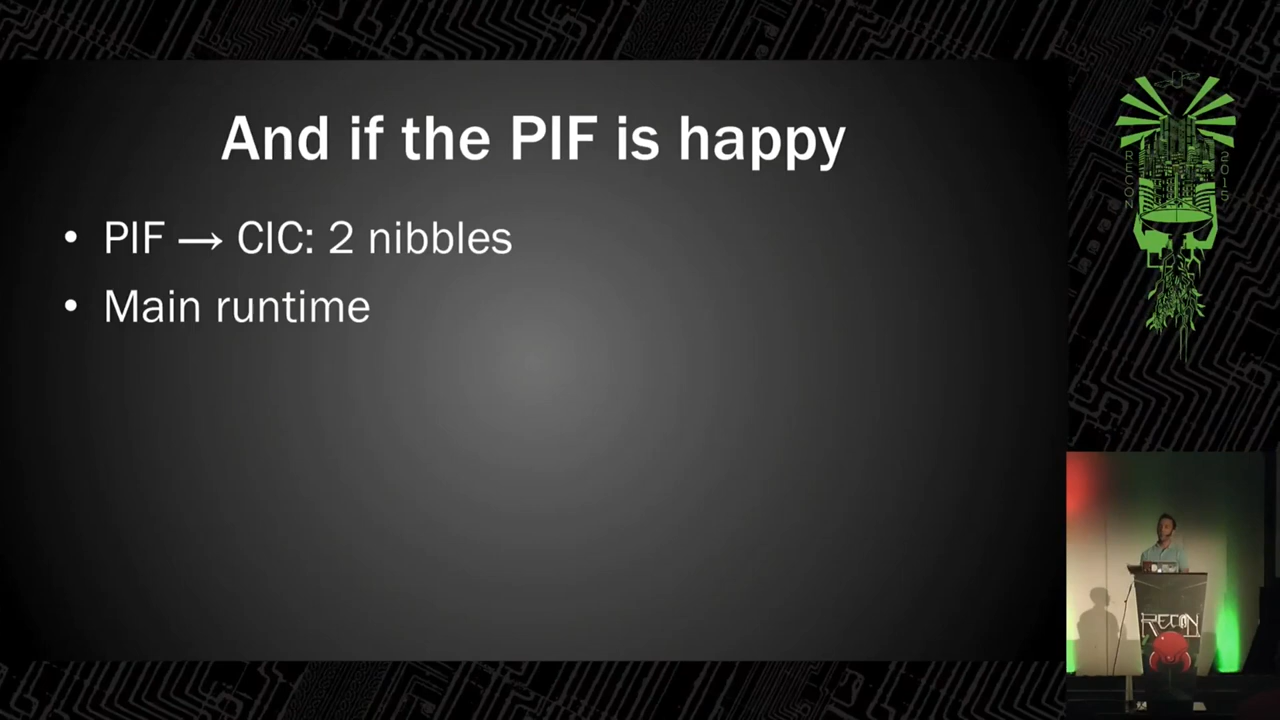 And if the PIF is happy
• PIF → CIC: 2 nibbles
• Main runtime
RECON
2015
RECON